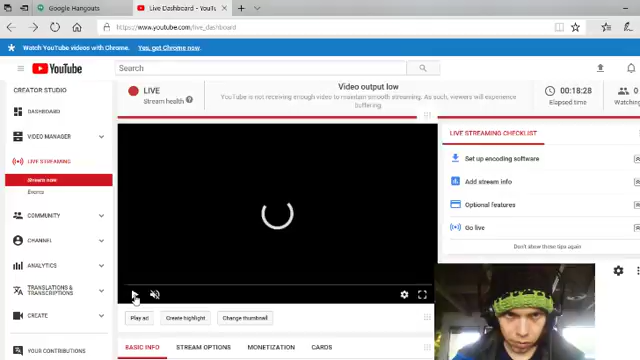 Google Hangouts
Live Dashboard - YouTu
https://www.youtube.com/live_dashboard
Watch YouTube videos with Chrome. Yes, get Chrome now.
YouTube
Search
CREATOR STUDIO
DASHBOARD
VIDEO MANAGER
LIVE STREAMING
Stream now
Events
COMMUNITY
CHANNEL
ANALYTICS
TRANSLATIONS &
TRANSCRIPTIONS
CREATE
YOUR CONTRIBUTIONS
LIVE
Stream health
Video output low
YouTube is not receiving enough video to maintain smooth streaming. As such, viewers will experience
buffering.
00:18:28
Elapsed time
0
Watching
Play ad
Create highlight
Change thumbnail
BASIC INFO
STREAM OPTIONS
MONETIZATION
CARDS
LIVE STREAMING CHECKLIST
Set up encoding software
Add stream info
Optional features
Go live
Don't show these tips again